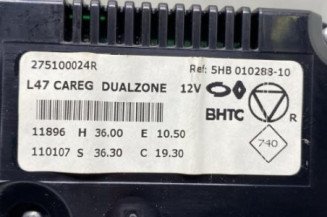 275100024R
Ref: 5HB 010288-10
L47 CAREG DUALZONE 12V
BHTC
R
11896 H 36.00 E 10.50
740
110107 S 36.30 C 19.30